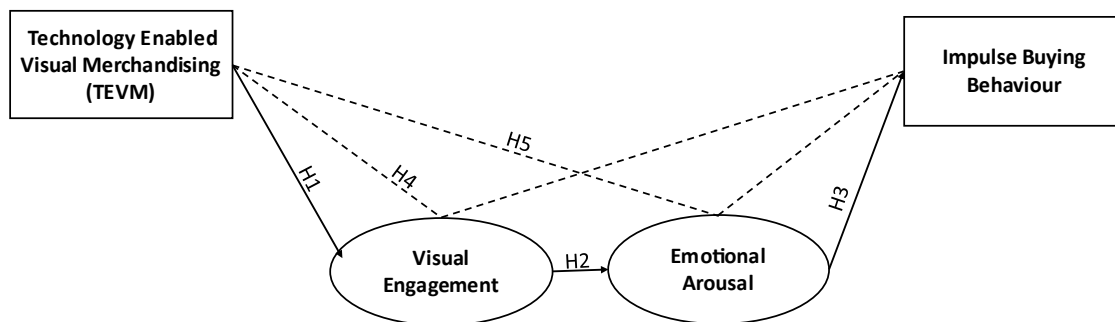 Technology Enabled
Visual Merchandising
(TEVM)
Impulse Buying
Behaviour
H5
H1
H4
H3
H2
Visual
Engagement
Emotional
Arousal